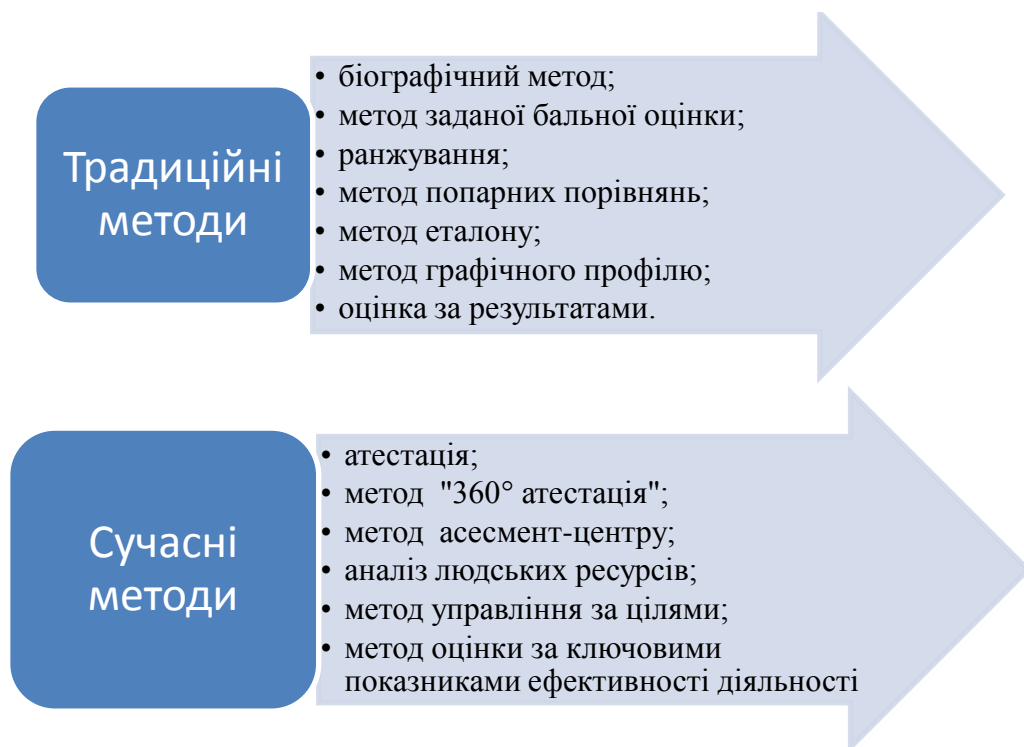 Традиційні
методи
• біографічний метод;
• метод заданої бальної оцінки;
• ранжування;
• метод попарних порівнянь;
• метод еталону;
• метод графічного профілю;
• оцінка за результатами.
Сучасні
методи
• атестація;
• метод "360° атестація";
• метод асесмент-центру;
• аналіз людських ресурсів;
• метод управління за цілями;
• метод оцінки за ключовими
показниками ефективності діяльності